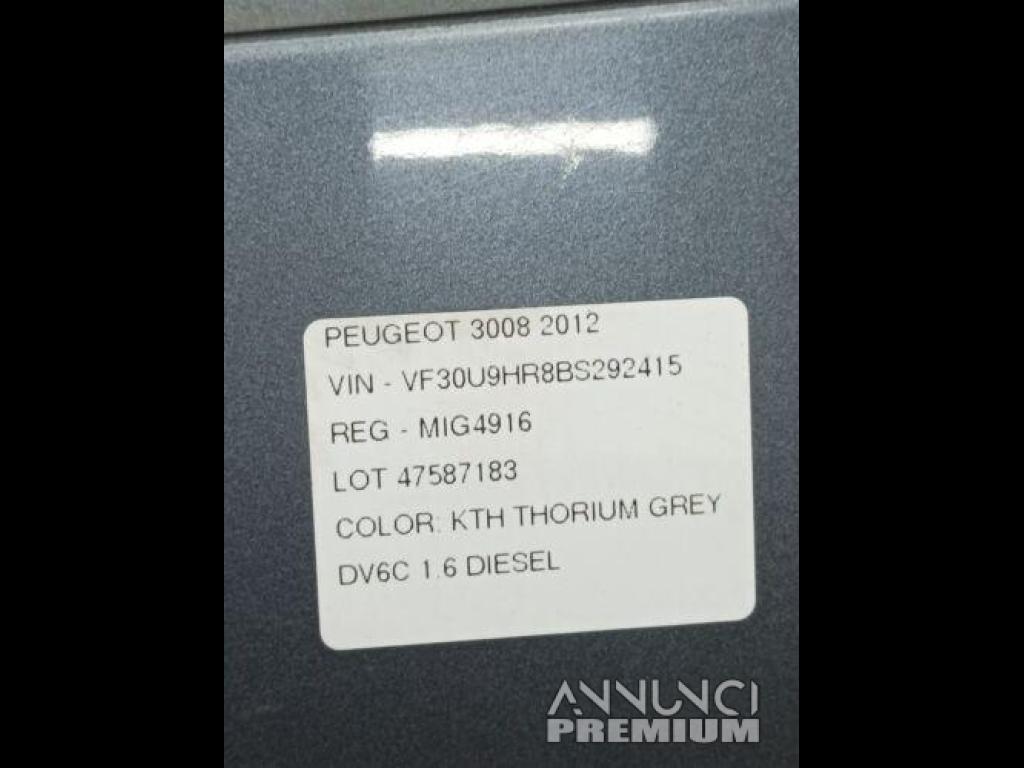 PEUGEOT 3008 2012
VIN - VF30U9HR8BS292415
REG - MIG4916
LOT 47587183
COLOR: KTH THORIUM GREY
DV6C 1.6 DIESEL
ANNUNCI
PREMIUM